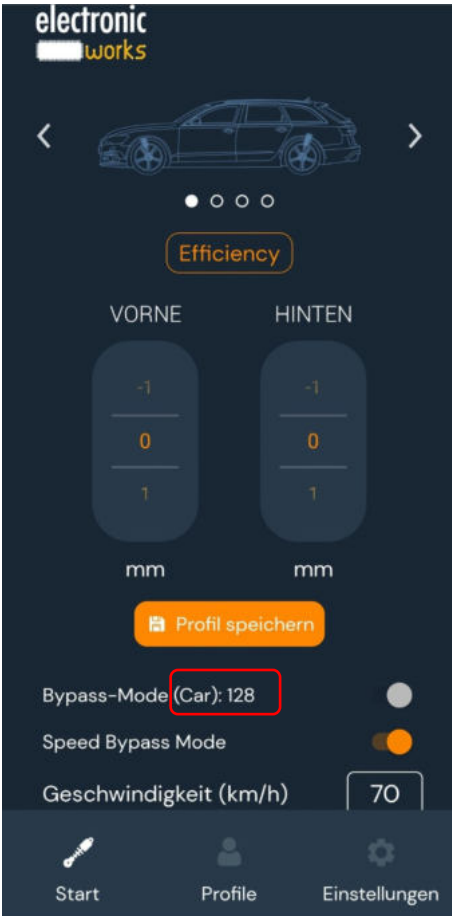 electronic
works
Efficiency
VORNE HINTEN
-1 -1
0 0
1 1
mm mm
Profil speichern
Bypass-Mode (Car): 128
Speed Bypass Mode
Geschwindigkeit (km/h) 70
Start Profile Einstellungen